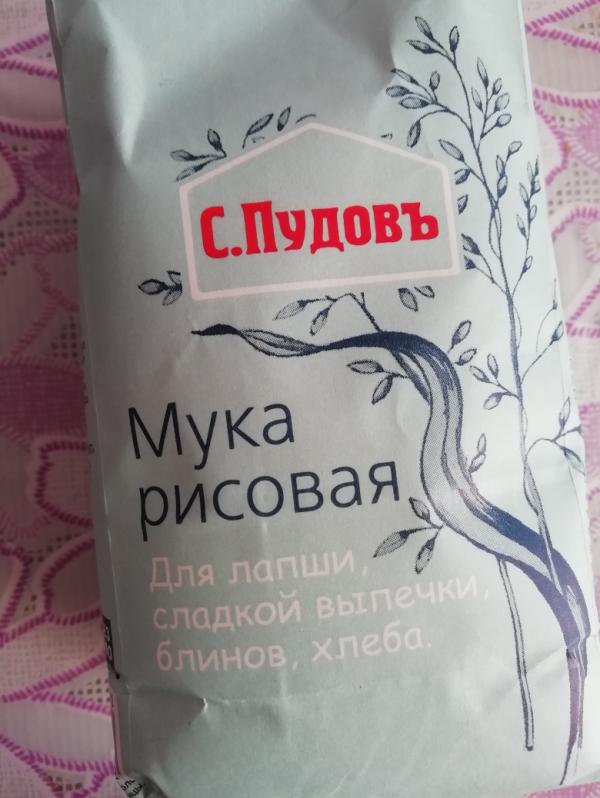 С.Пудовъ
Мука
рисовая
Для лапши,
сладкой выпечки,
блинов, хлеба.